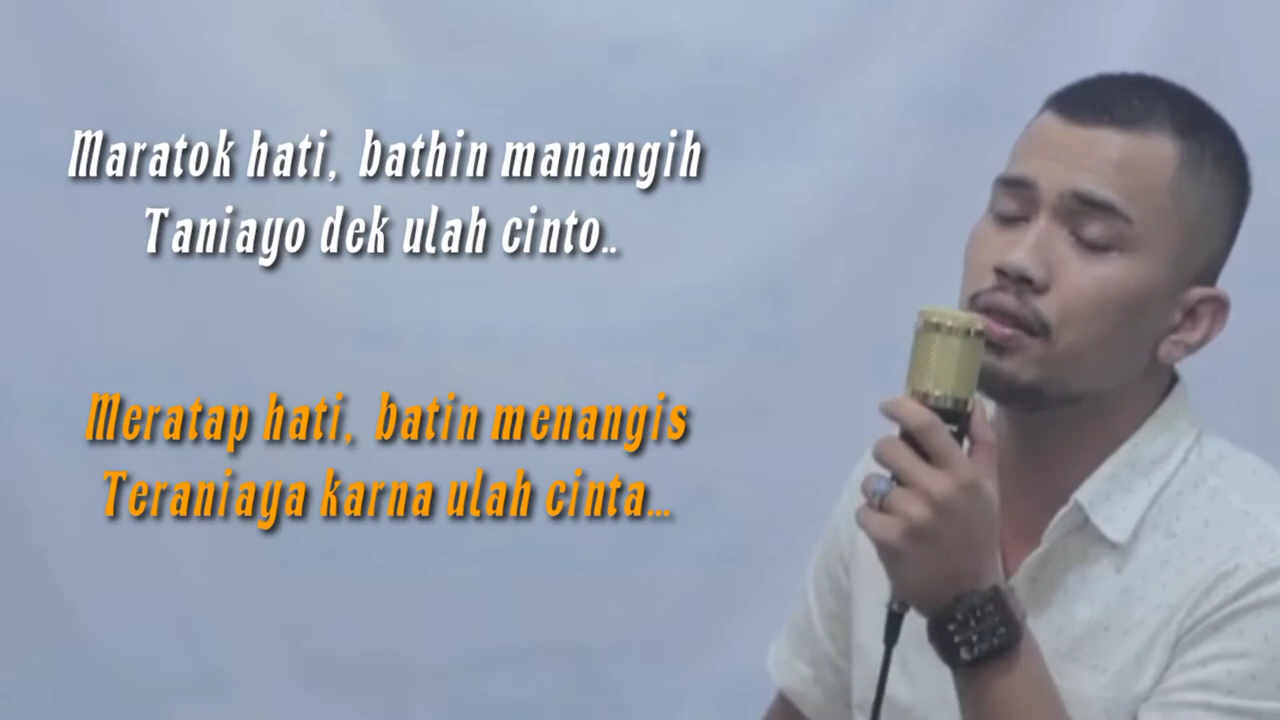 Maratok hati, bathin manangih
Taniayo dek ulah cinto..
Meratap hati, batin menangis
Teraniaya karna ulah cinta...